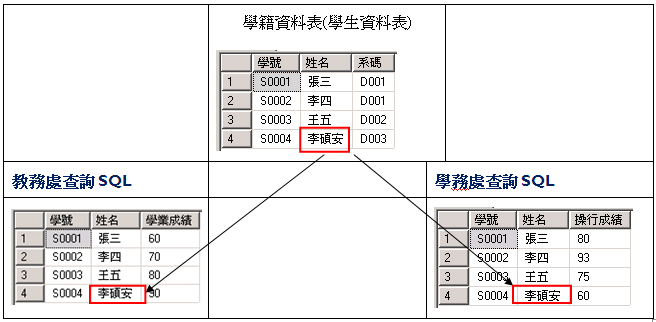 學籍資料表(學生資料表)
學號 姓名 系碼
1 S0001 張三 D001
2 S0002 李四 D001
3 S0003 王五 D002
4 S0004 李碩安 D003
教務處查詢 SQL
學務處查詢 SQL
學號 姓名 學業成績
1 S0001 張三 60
2 S0002 李四 70
3 S0003 王五 80
4 S0004 李碩安 90
學號 姓名 操行成績
1 S0001 張三 80
2 S0002 李四 93
3 S0003 王五 75
4 S0004 李碩安 60